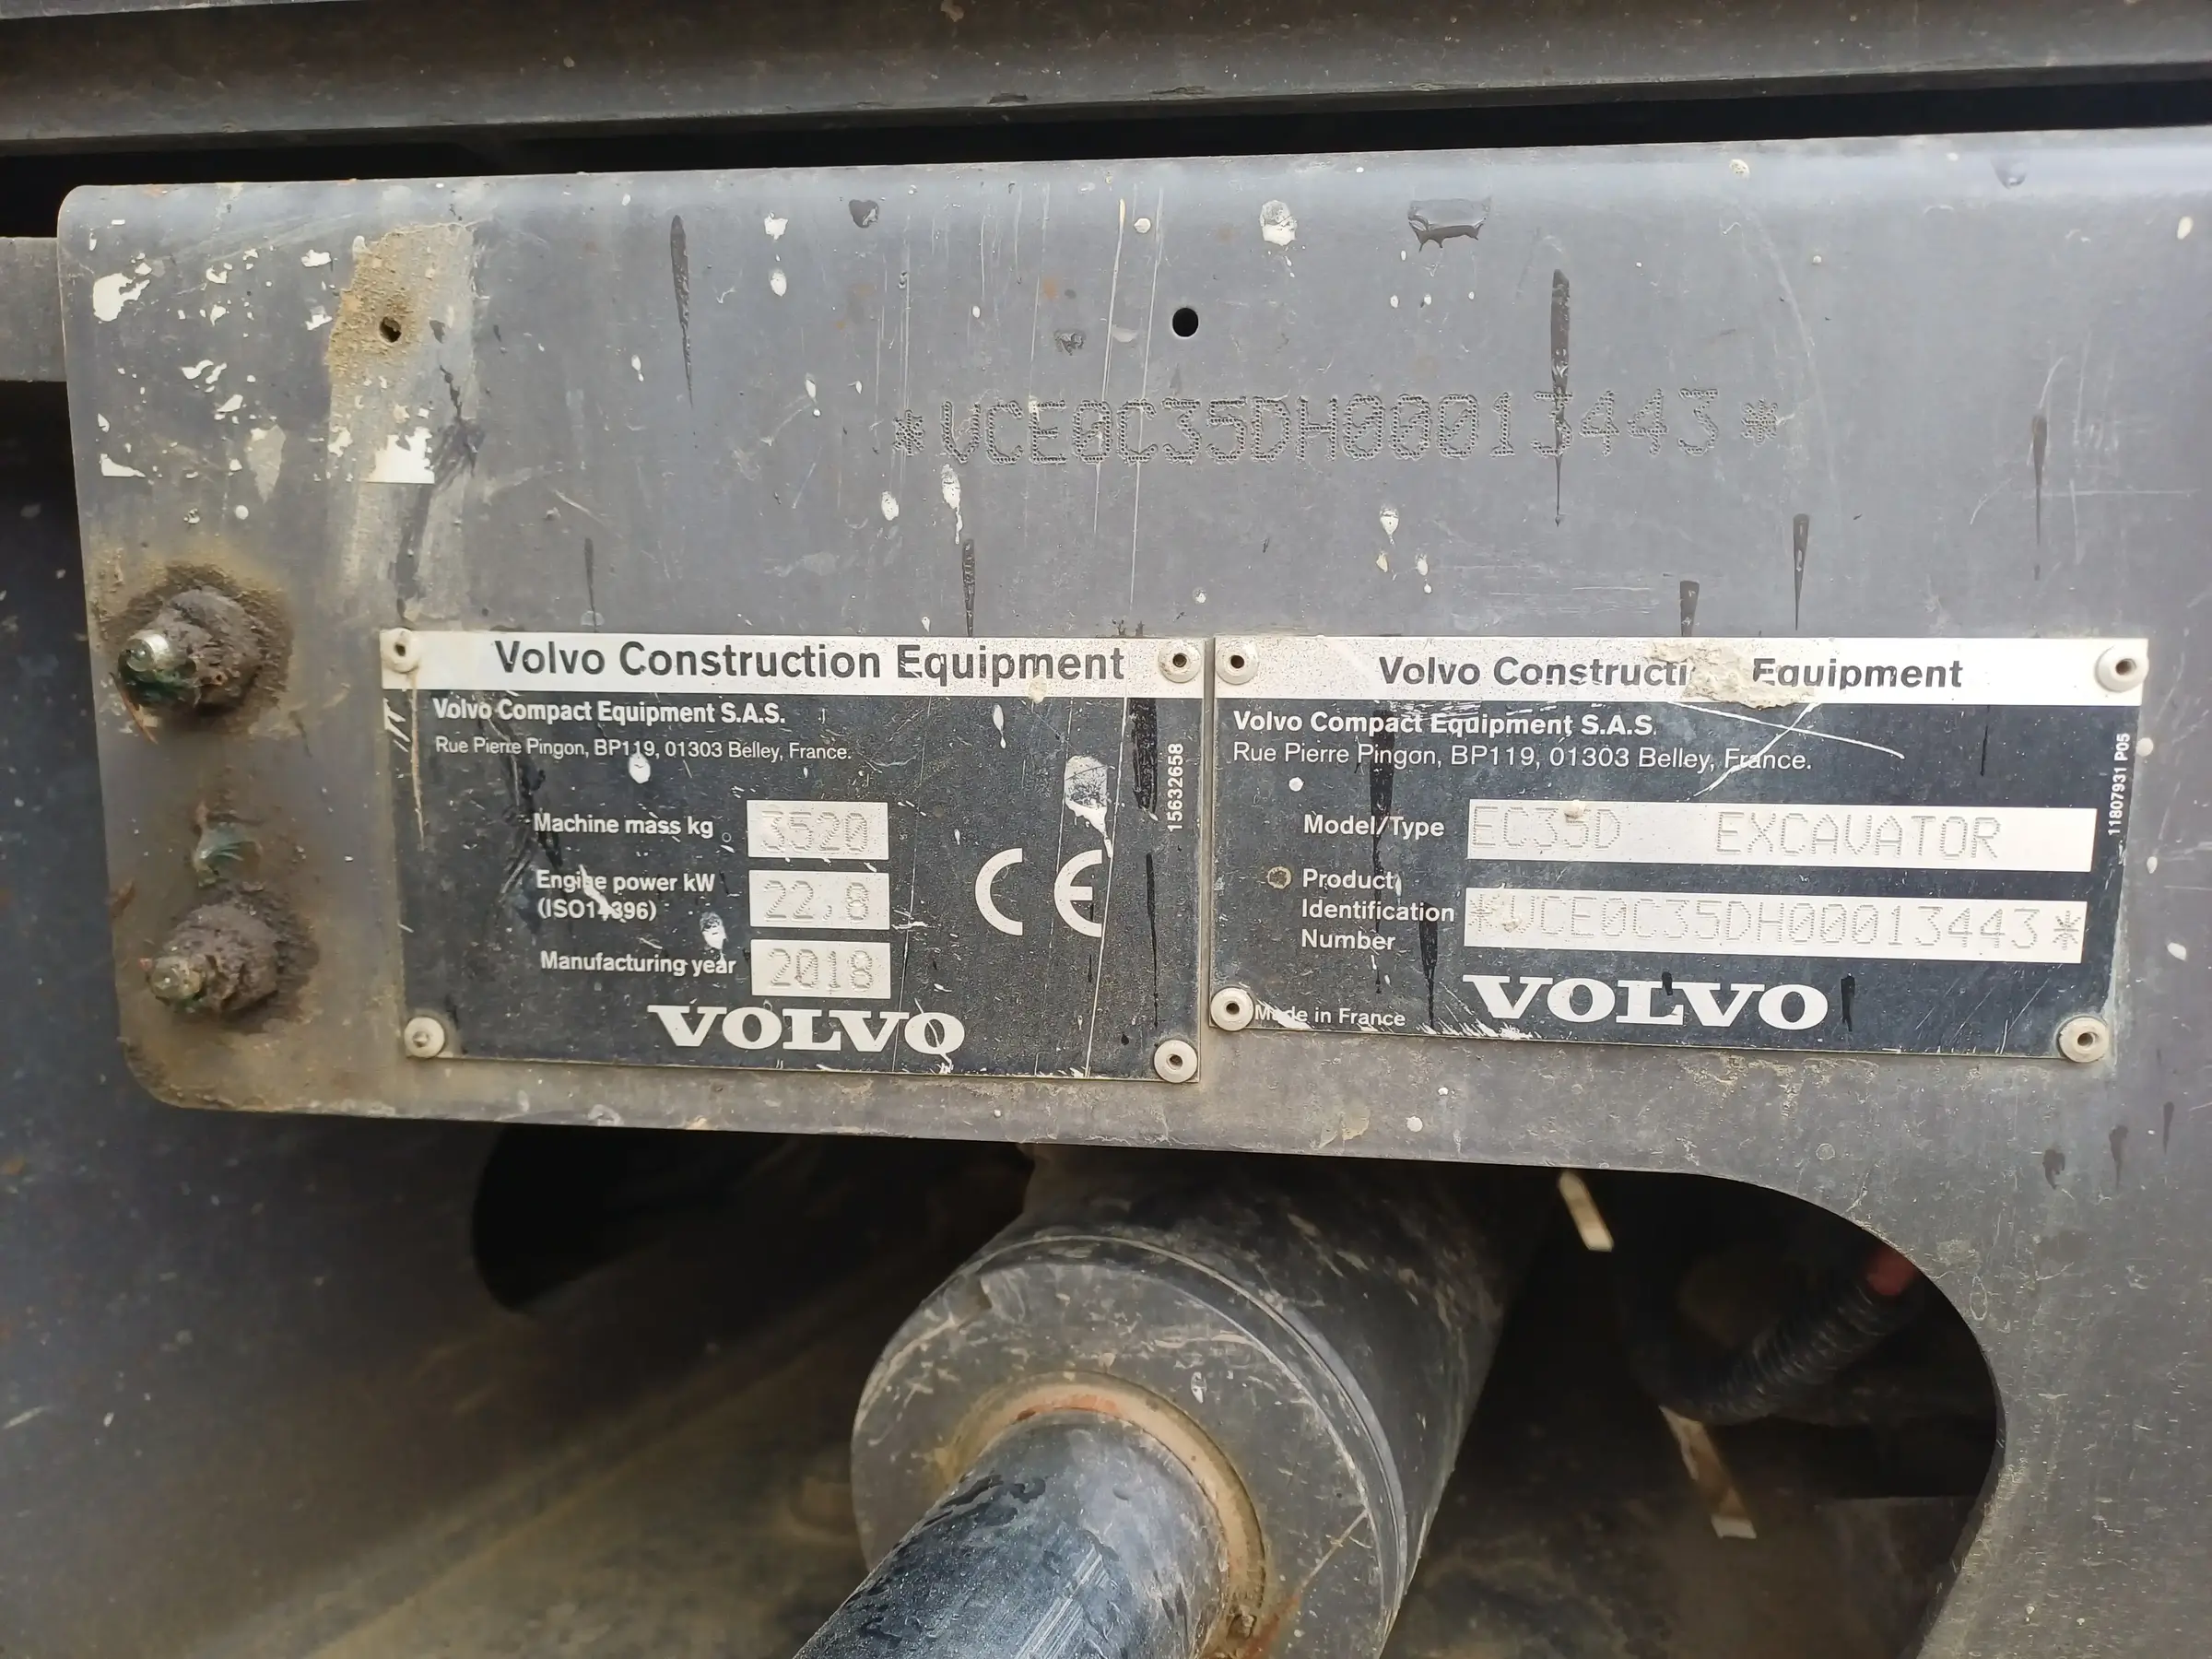 *VCE0C35DH00013443*
Volvo Construction Equipment
Volvo Compact Equipment S.A.S.
Rue Pierre Pingon, BP119, 01303 Belley, France.
Machine mass kg 3520
Engine power kW
(ISO14396) 22.8
Manufacturing year 2018
CE
15632658
VOLVO
Volvo Constructi Equipment
Volvo Compact Equipment S.A.S.
Rue Pierre Pingon, BP119, 01303 Belley, France.
Model/Type EC35D EXCAVATOR
Product
Identification *VCE0C35DH00013443*
Number
Made in France
VOLVO
11807931 P05